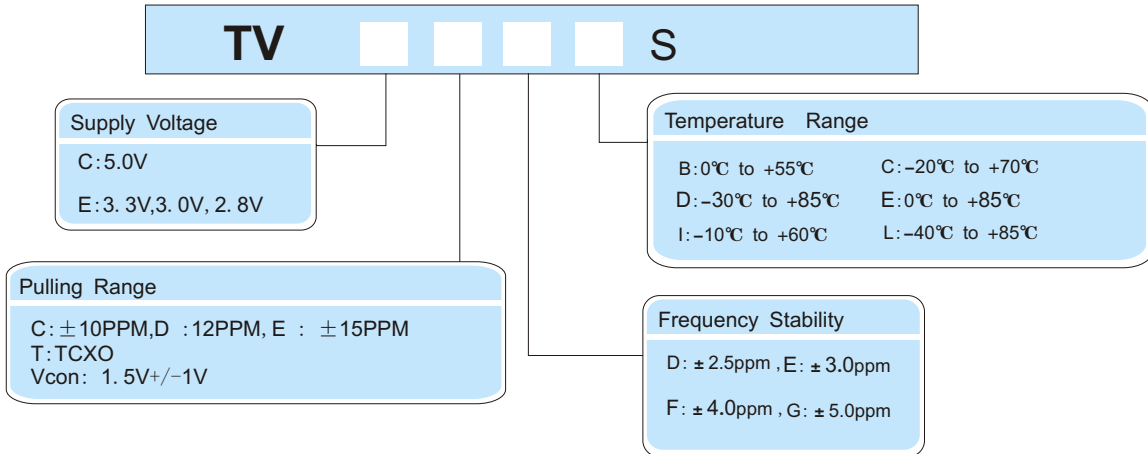 TV S
Supply Voltage
C:5.0V
E:3. 3V,3. 0V, 2. 8V
Pulling Range
C: ±10PPM,D :12PPM, E : ±15PPM
T:TCXO
Vcon: 1. 5V+/-1V
Temperature Range
B:0℃ to +55℃ C:-20℃ to +70℃
D:-30℃ to +85℃ E:0℃ to +85℃
I:-10℃ to +60℃ L:-40℃ to +85℃
Frequency Stability
D: ±2.5ppm , E: ±3.0ppm
F: ±4.0ppm , G: ±5.0ppm